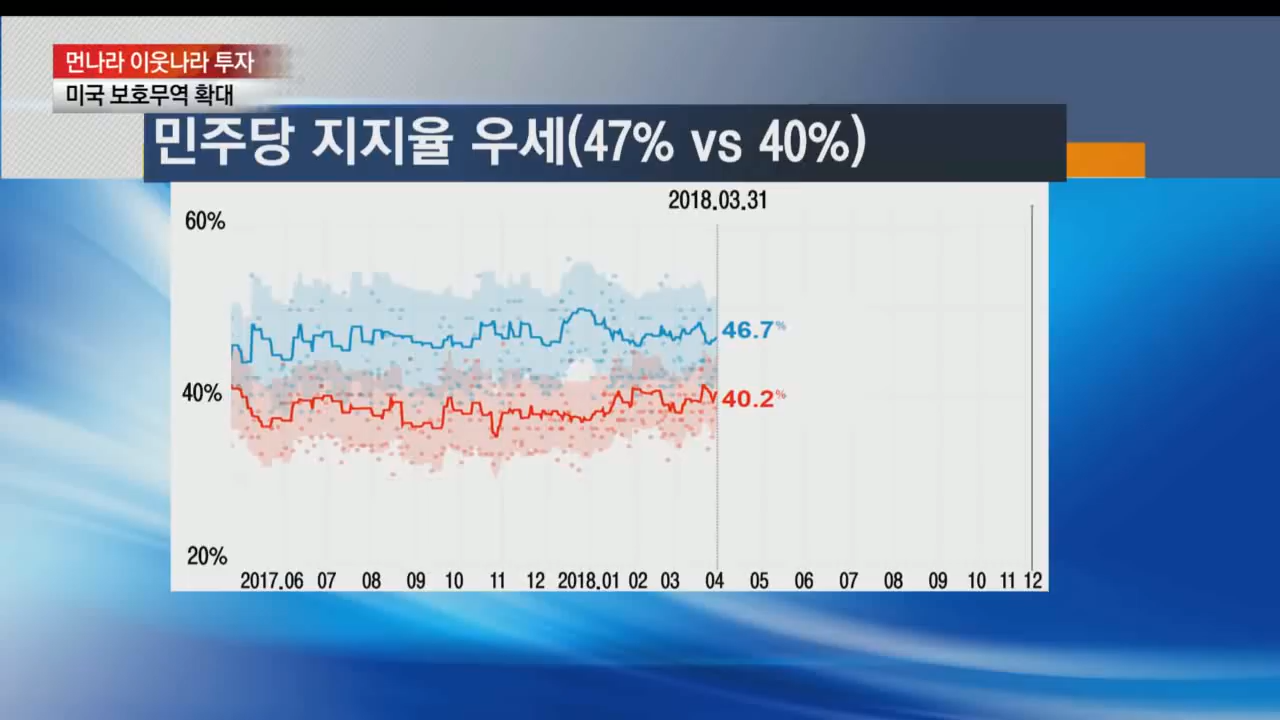 먼나라 이웃나라 투자
미국 보호무역 확대
민주당 지지율 우세(47% vs 40%)
2018.03.31
60%
46.7%
40%
40.2%
20%
2017.06 07 08 09 10 11 12 2018.01 02 03 04 05 06 07 08 09 10 11 12